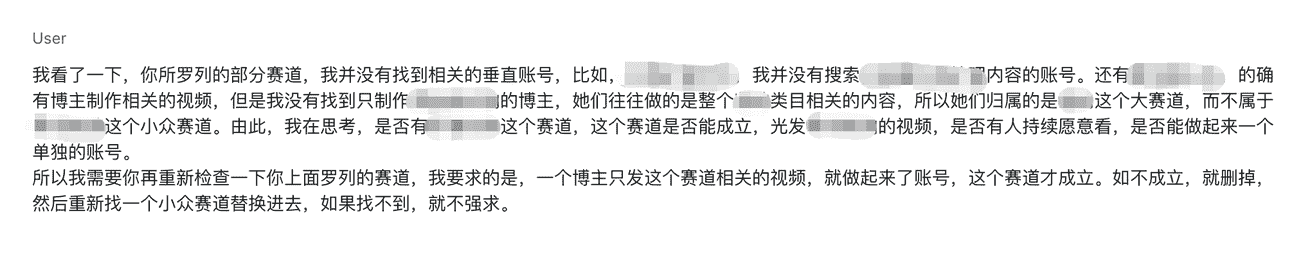 User
我看了一下，你所罗列的部分赛道，我并没有找到相关的垂直账号，比如，我并没有搜索内容的账号。还有的确
有博主制作相关的视频，但是我没有找到只制作的博主，她们往往做的是整个类目相关的内容，所以她们归属的是这个大赛道，而不属于
这个小众赛道。由此，我在思考，是否有这个赛道，这个赛道是否能成立，光发的视频，是否有人持续愿意看，是否能做起来一个
单独的账号。
所以我需要你再重新检查一下你上面罗列的赛道，我要求的是，一个博主只发这个赛道相关的视频，就做起来了账号，这个赛道才成立。如不成立，就删掉，
然后重新找一个小众赛道替换进去，如果找不到，就不强求。